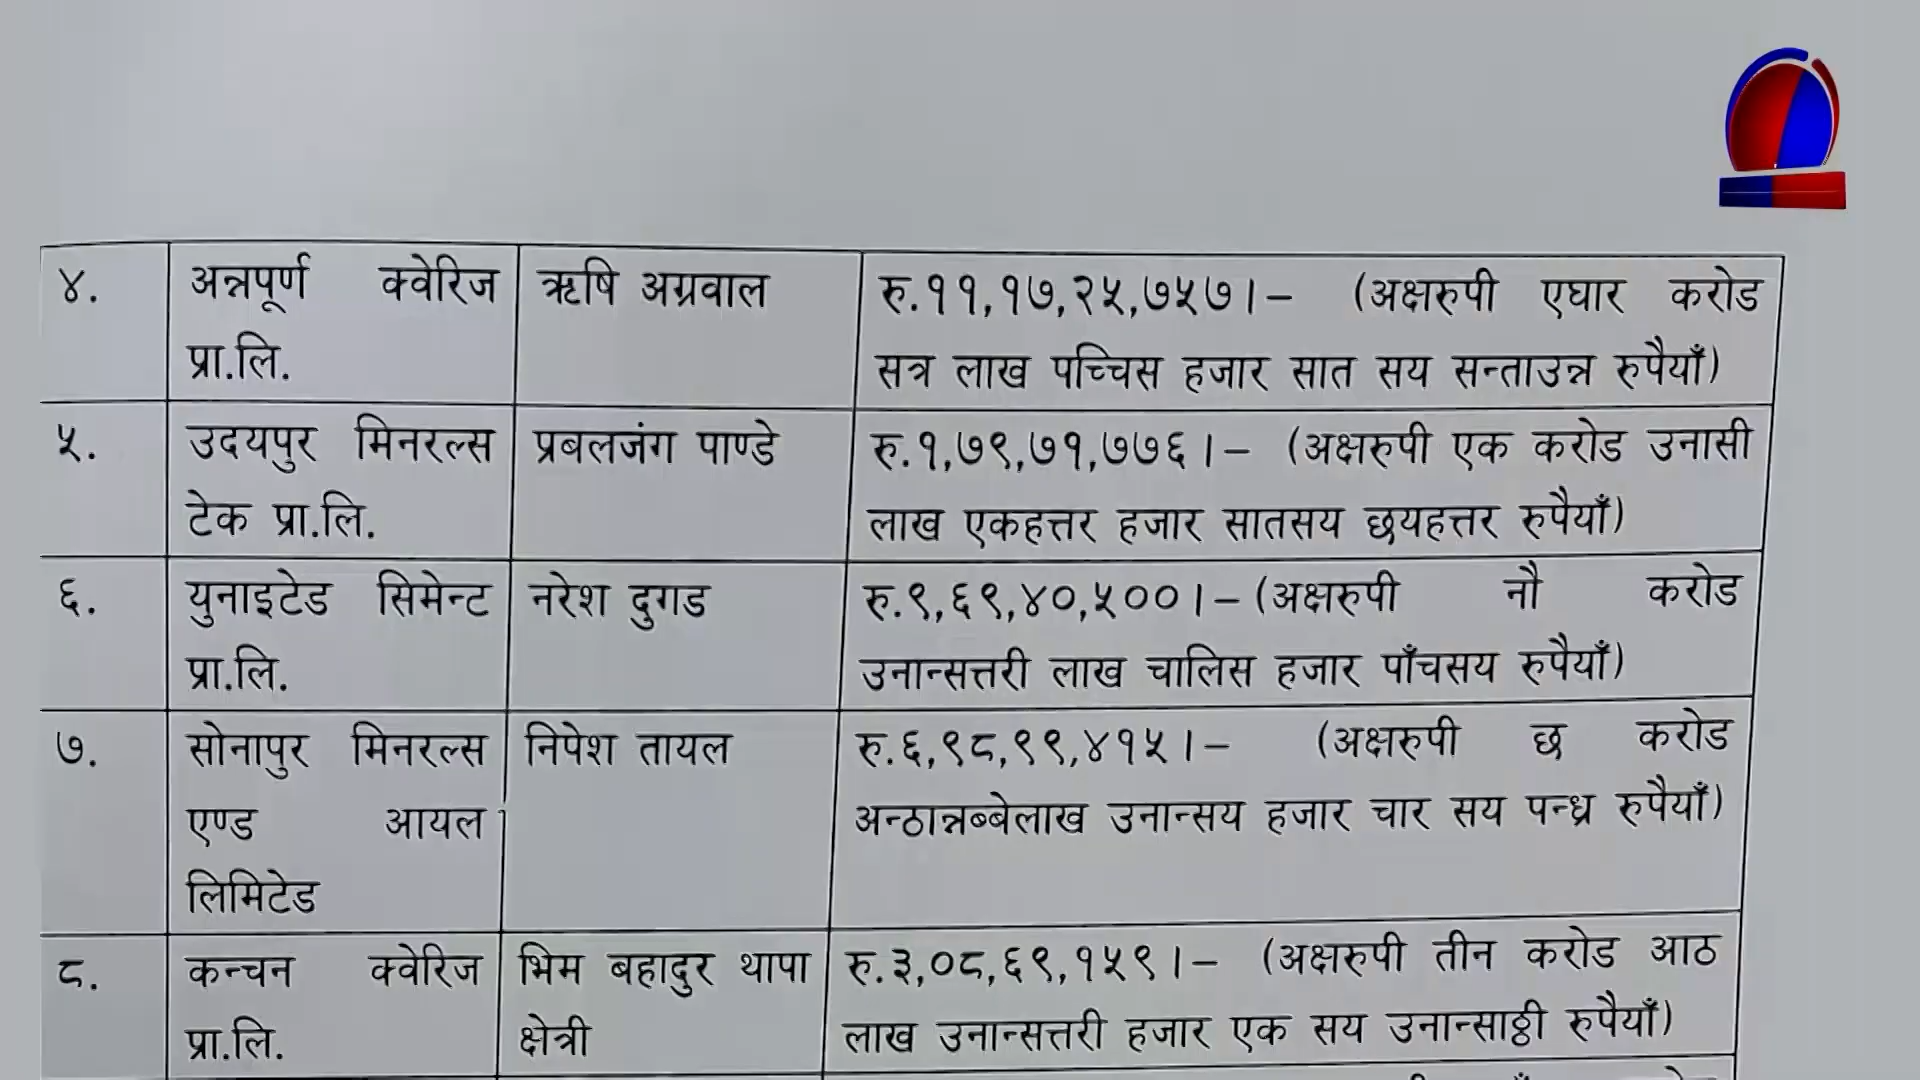 ४. अन्नपूर्ण क्वेरिज ऋषि अग्रवाल रु.११,१७,२५,७५७।– (अक्षरुपी एघार करोड
प्रा.लि. सत्र लाख पच्चिस हजार सात सय सन्ताउन्न रुपैयाँ)
५. उदयपुर मिनरल्स प्रबलजंग पाण्डे रु.१,७९,७१,७७६।– (अक्षरुपी एक करोड उनासी
टेक प्रा.लि. लाख एकहत्तर हजार सातसय छयहत्तर रुपैयाँ)
६. युनाइटेड सिमेन्ट नरेश दुगड रु.९,६९,४०,५००।– (अक्षरुपी नौ करोड
प्रा.लि. उनान्सत्तरी लाख चालिस हजार पाँचसय रुपैयाँ)
७. सोनापुर मिनरल्स निपेश तायल रु.६,९८,९९,४१५।– (अक्षरुपी छ करोड
एण्ड आयल अन्ठान्नब्बेलाख उनान्सय हजार चार सय पन्ध्र रुपैयाँ)
लिमिटेड
८. कन्चन क्वेरिज भिम बहादुर थापा रु.३,०८,६९,१५९।– (अक्षरुपी तीन करोड आठ
प्रा.लि. क्षेत्री लाख उनान्सत्तरी हजार एक सय उनान्साठ्ठी रुपैयाँ)